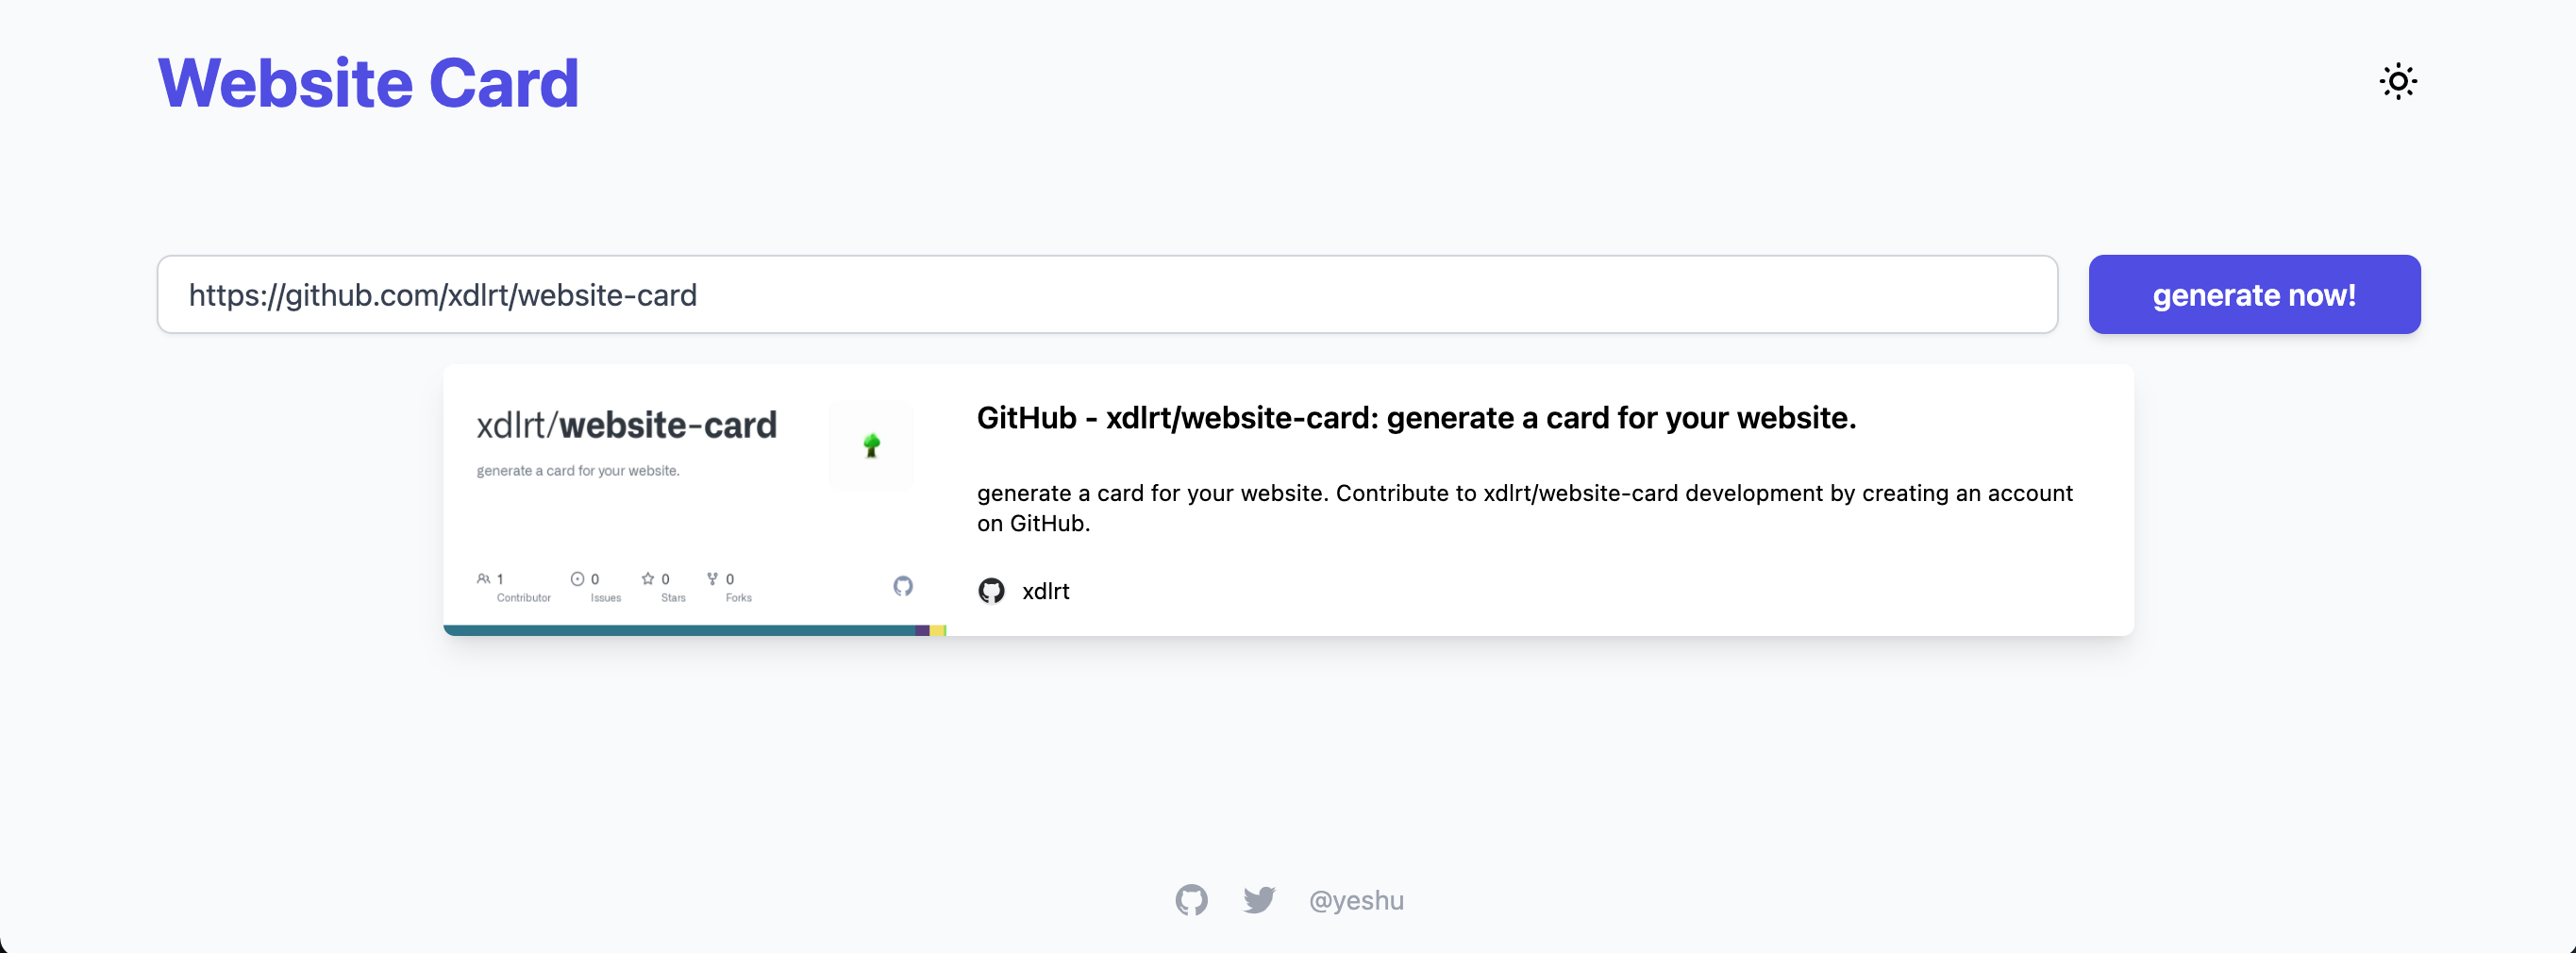 Website Card
https://github.com/xdlrt/website-card
generate now!
xdlrt/website-card
generate a card for your website.
1
Contributor
0
Issues
0
Stars
0
Forks
GitHub - xdlrt/website-card: generate a card for your website.
generate a card for your website. Contribute to xdlrt/website-card development by creating an account
on GitHub.
xdlrt
@yeshu